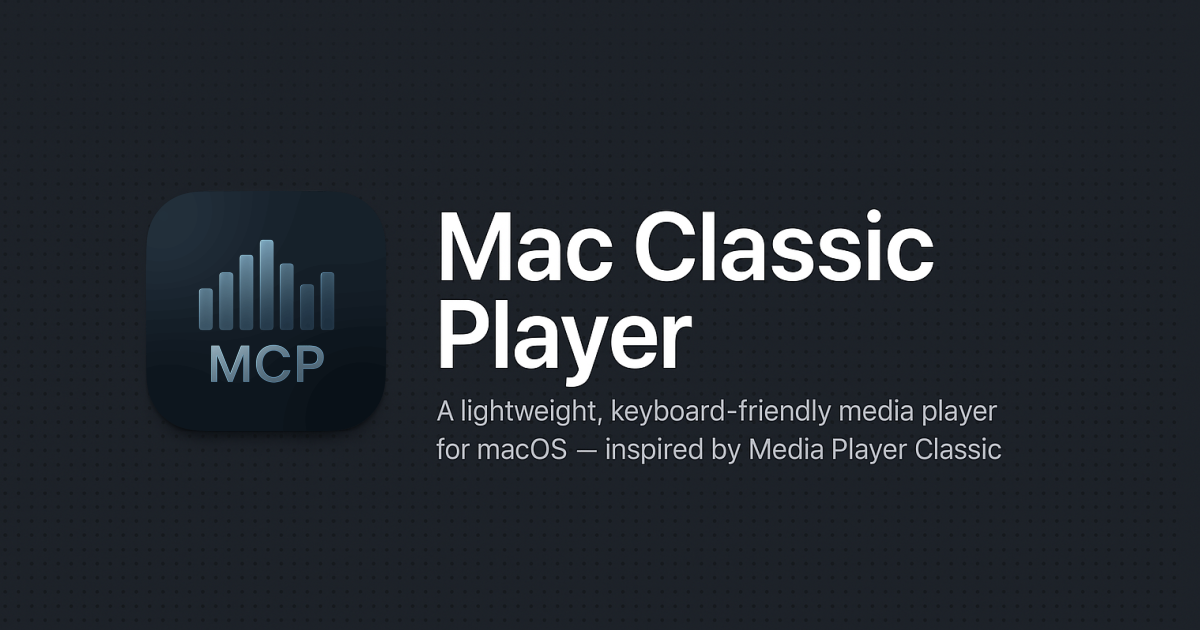 MCP
Mac Classic
Player
A lightweight, keyboard-friendly media player
for macOS — inspired by Media Player Classic